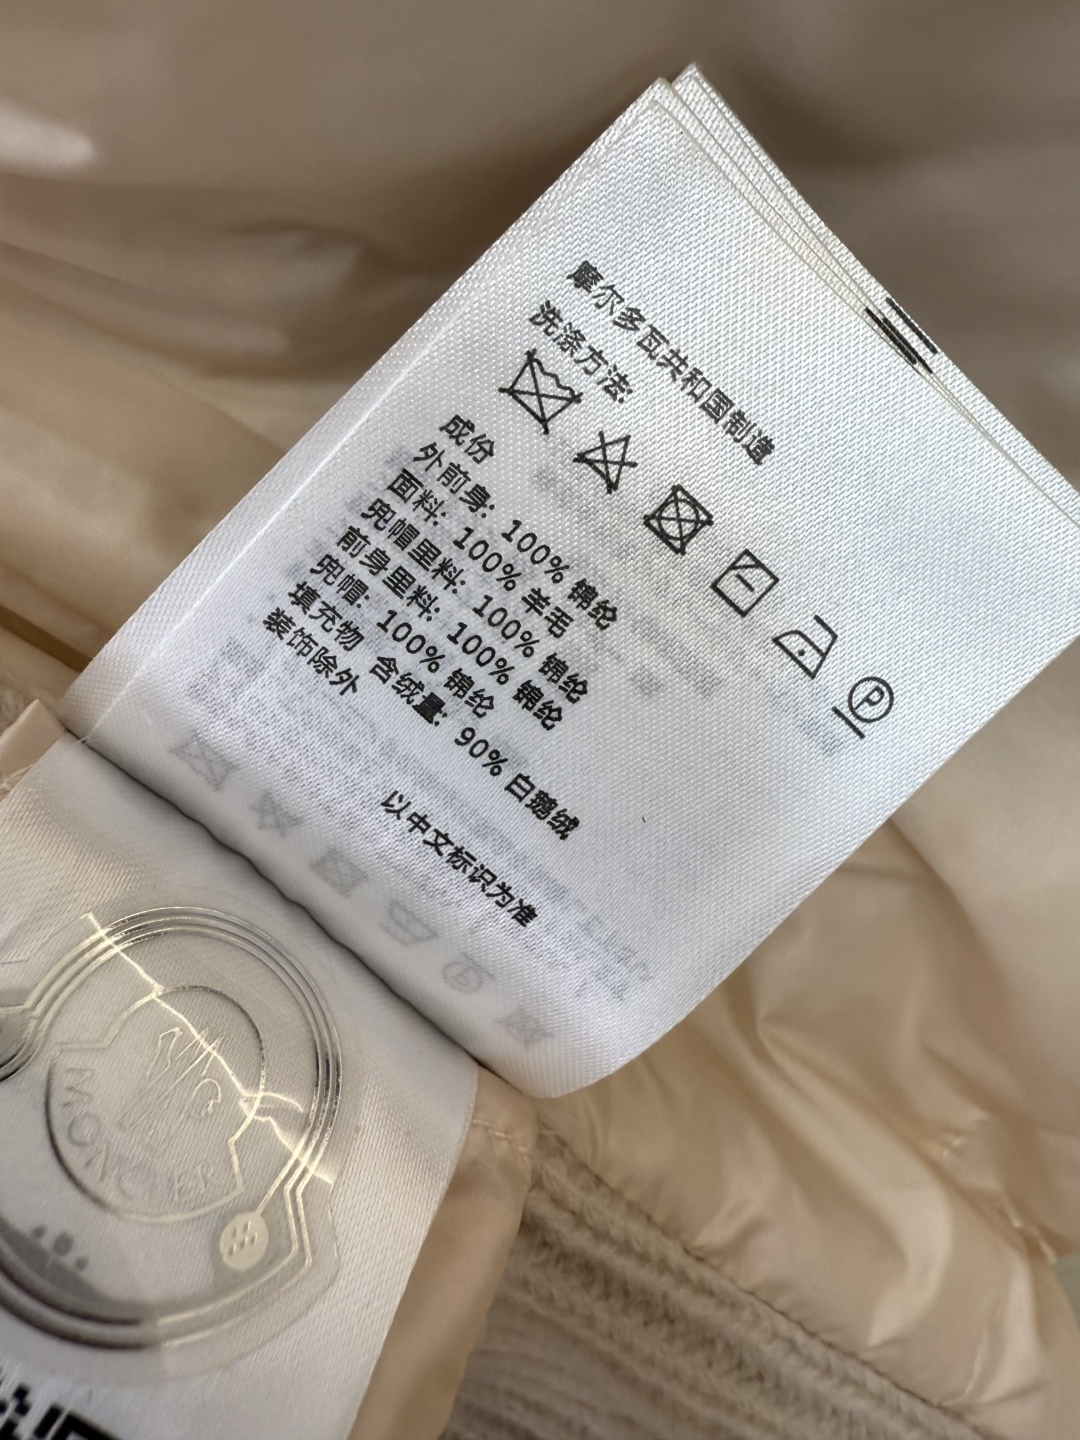 摩尔多瓦共和国制造
洗涤方法:
P
成份
外前身: 100% 锦纶
面料: 100% 羊毛
兜帽里料: 100% 锦纶
前身里料: 100% 锦纶
兜帽: 100% 锦纶
填充物 含绒量: 90% 白鹅绒
装饰除外
以中文标识为准
MONCLER